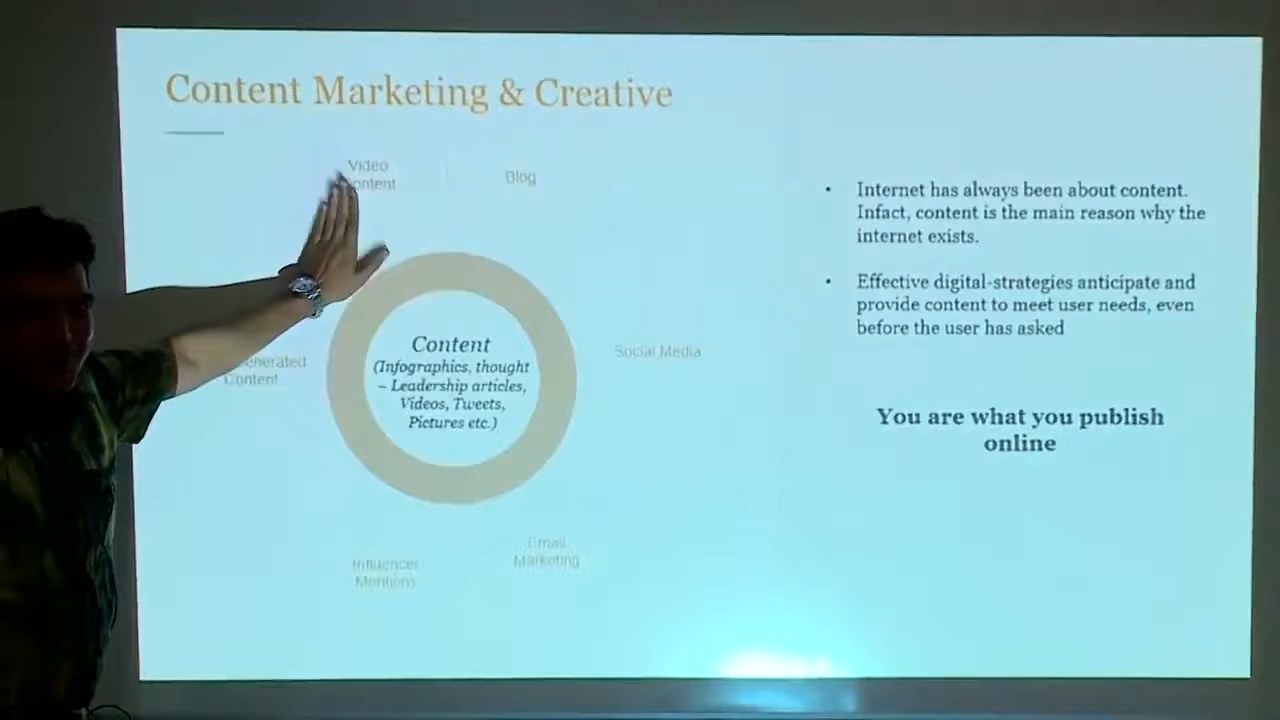 Content Marketing & Creative
Video
Blog
Generated
Content
Content
(Infographics, thought
– Leadership articles,
Videos, Tweets,
Pictures etc.)
Social Media
Influencer
Mentions
Email
Marketing
• Internet has always been about content.
Infact, content is the main reason why the
internet exists.
• Effective digital-strategies anticipate and
provide content to meet user needs, even
before the user has asked
You are what you publish
online